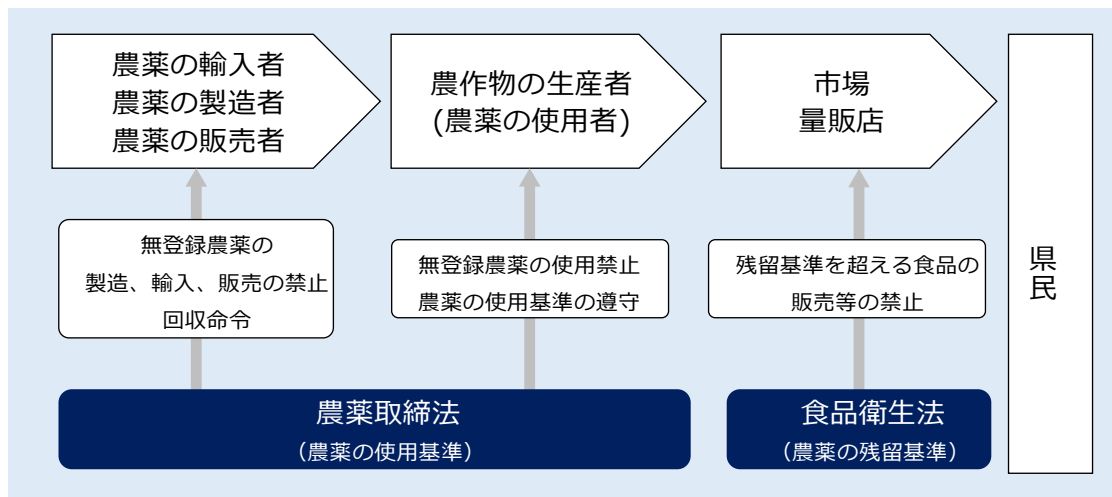 農薬の輸入者
農薬の製造者
農薬の販売者
農作物の生産者
(農薬の使用者)
市場
量販店
無登録農薬の
製造、輸入、販売の禁止
回収命令
無登録農薬の使用禁止
農薬の使用基準の遵守
残留基準を超える食品の
販売等の禁止
県民
農薬取締法
（農薬の使用基準）
食品衛生法
（農薬の残留基準）